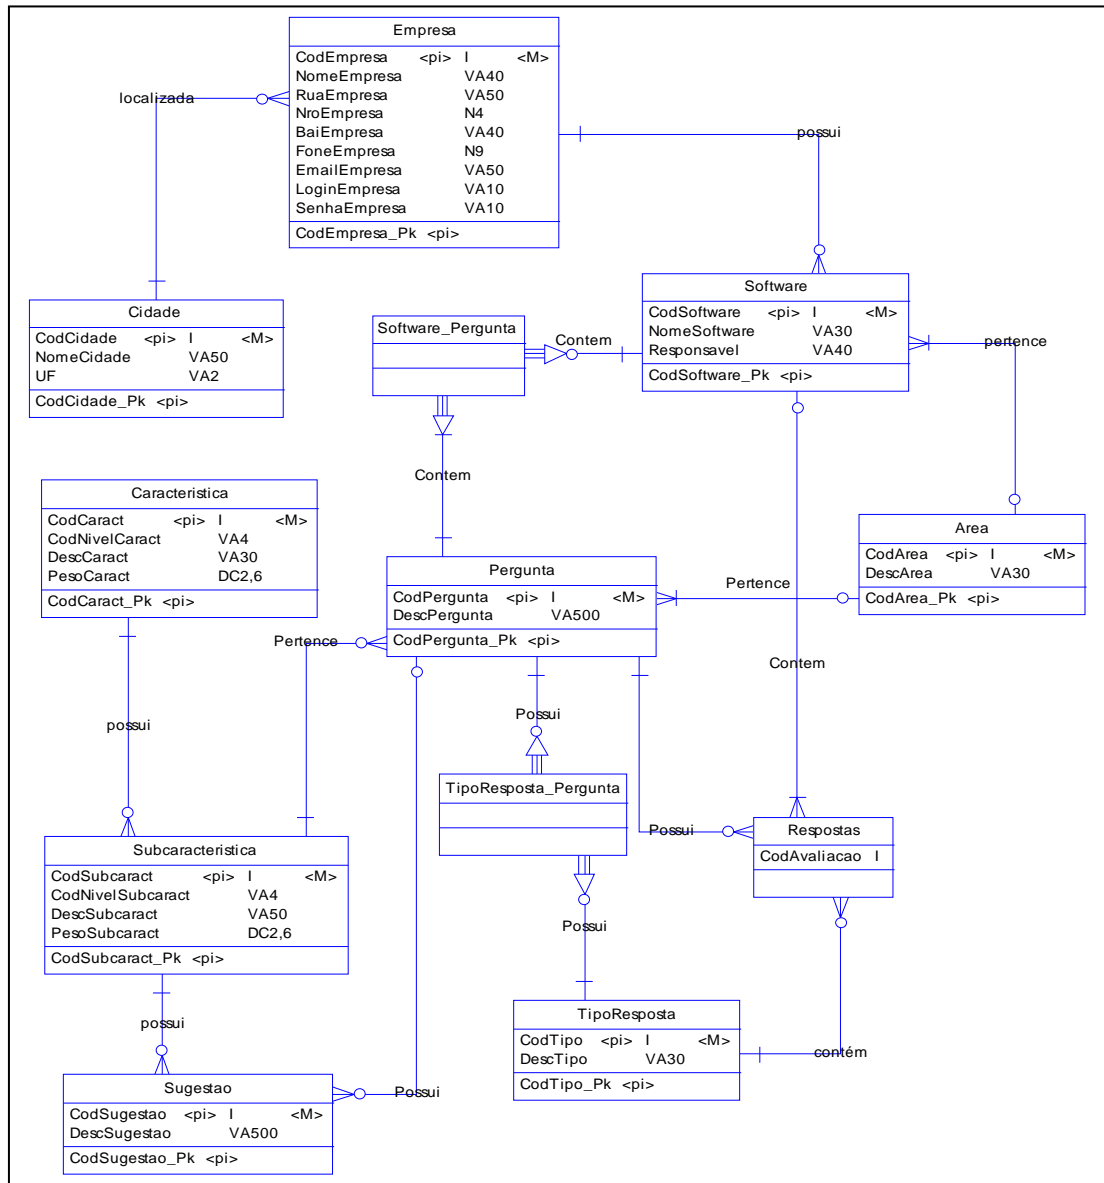 Empresa
CodEmpresa <pi> I <M>
NomeEmpresa VA40
RuaEmpresa VA50
NroEmpresa N4
BaiEmpresa VA40
FoneEmpresa N9
EmailEmpresa VA50
LoginEmpresa VA10
SenhaEmpresa VA10
CodEmpresa_Pk <pi>
localizada
possui
Cidade
CodCidade <pi> I <M>
NomeCidade VA50
UF VA2
CodCidade_Pk <pi>
Software_Pergunta
Contem
Software
CodSoftware <pi> I <M>
NomeSoftware VA30
Responsavel VA40
CodSoftware_Pk <pi>
pertence
Contem
Caracteristica
CodCaract <pi> I <M>
CodNivelCaract VA4
DescCaract VA30
PesoCaract DC2,6
CodCaract_Pk <pi>
Area
CodArea <pi> I <M>
DescArea VA30
CodArea_Pk <pi>
Pergunta
CodPergunta <pi> I <M>
DescPergunta VA500
CodPergunta_Pk <pi>
Pertence
Pertence
Contem
possui
Possui
TipoResposta_Pergunta
Possui
Respostas
CodAvaliacao I
Subcaracteristica
CodSubcaract <pi> I <M>
CodNivelSubcaract VA4
DescSubcaract VA50
PesoSubcaract DC2,6
CodSubcaract_Pk <pi>
Possui
possui
TipoResposta
CodTipo <pi> I <M>
DescTipo VA30
CodTipo_Pk <pi>
contém
Sugestao
CodSugestao <pi> I <M>
DescSugestao VA500
CodSugestao_Pk <pi>
Possui